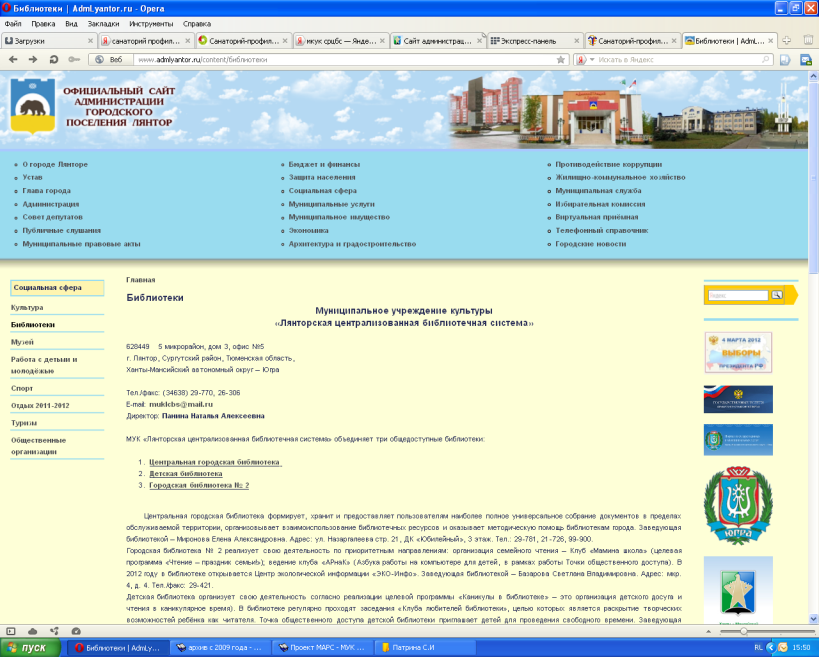 Библиотеки | AdmLyantor.ru - Opera
Файл Правка Вид Закладки Инструменты Справка
Загрузки
санаторий профил...
Санаторий-профил...
мкук срцбс — Янде...
Сайт администрац...
Экспресс-панель
Санаторий-профил...
Библиотеки | AdmL...
Веб
www.admlyantor.ru/content/библиотеки
Искать в Яндекс
ОФИЦИАЛЬНЫЙ САЙТ
АДМИНИСТРАЦИИ
ГОРОДСКОГО
ПОСЕЛЕНИЯ ЛЯНТОР
О городе Лянторе
Устав
Глава города
Администрация
Совет депутатов
Публичные слушания
Муниципальные правовые акты
Бюджет и финансы
Защита населения
Социальная сфера
Муниципальные услуги
Муниципальное имущество
Экономика
Архитектура и градостроительство
Противодействие коррупции
Жилищно-коммунальное хозяйство
Муниципальная служба
Избирательная комиссия
Виртуальная приёмная
Телефонный справочник
Городские новости
Социальная сфера
Культура
Библиотеки
Музей
Работа с детьми и
молодёжью
Спорт
Отдых 2011-2012
Туризм
Общественные
организации
Главная
Библиотеки
Муниципальное учреждение культуры
«Лянторская централизованная библиотечная система»
628449 5 микрорайон, дом 3, офис №5
г. Лянтор, Сургутский район, Тюменская область,
Ханты-Мансийский автономный округ – Югра
Тел./факс: (34638) 29-770, 26-306
E-mail: muklcbs@mail.ru
Директор: Панина Наталья Алексеевна
МУК «Лянторская централизованная библиотечная система» объединяет три общедоступные библиотеки:
1. Центральная городская библиотека
2. Детская библиотека
3. Городская библиотека № 2
Центральная городская библиотека формирует, хранит и предоставляет пользователям наиболее полное универсальное собрание документов в пределах
обслуживаемой территории, организовывает взаимоиспользование библиотечных ресурсов и оказывает методическую помощь библиотекам города. Заведующая
библиотекой – Миронова Елена Александровна. Адрес: ул. Назаргалеева стр. 21, ДК «Юбилейный», 3 этаж. Тел.: 29-781, 21-726, 99-900.
Городская библиотека № 2 реализует свою деятельность по приоритетным направлениям: организация семейного чтения – Клуб «Мамина школа» (целевая
программа «Чтение – праздник семьи»); ведение клуба «АРнаК» (Азбука работы на компьютере для детей, в рамках работы Точки общественного доступа). В
2012 году в библиотеке открывается Центр экологической информации «ЭКО-Инфо». Заведующая библиотекой – Базарова Светлана Владимировна. Адрес: мкр.
4, д. 4. Тел./факс: 29-421.
Детская библиотека организует свою деятельность согласно реализации целевой программы «Каникулы в библиотеке» – это организация детского досуга и
чтения в каникулярное время). В библиотеке регулярно проходят заседания «Клуба любителей библиотеки», целью которых является раскрытие творческих
возможностей ребёнка как читателя. Точка общественного доступа детской библиотеки приглашает детей для проведения свободного времени. Заведующая
4 МАРТА 2012
ВЫБОРЫ
ПРЕЗИДЕНТА РФ
ЮГРА
пуск
Библиотеки | AdmLy...
архив с 2009 года - ...
Проект МАРС - МУК ...
Патрина С.И
RL
15:50